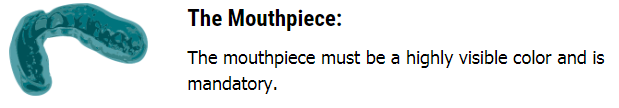 The Mouthpiece:
The mouthpiece must be a highly visible color and is
mandatory.